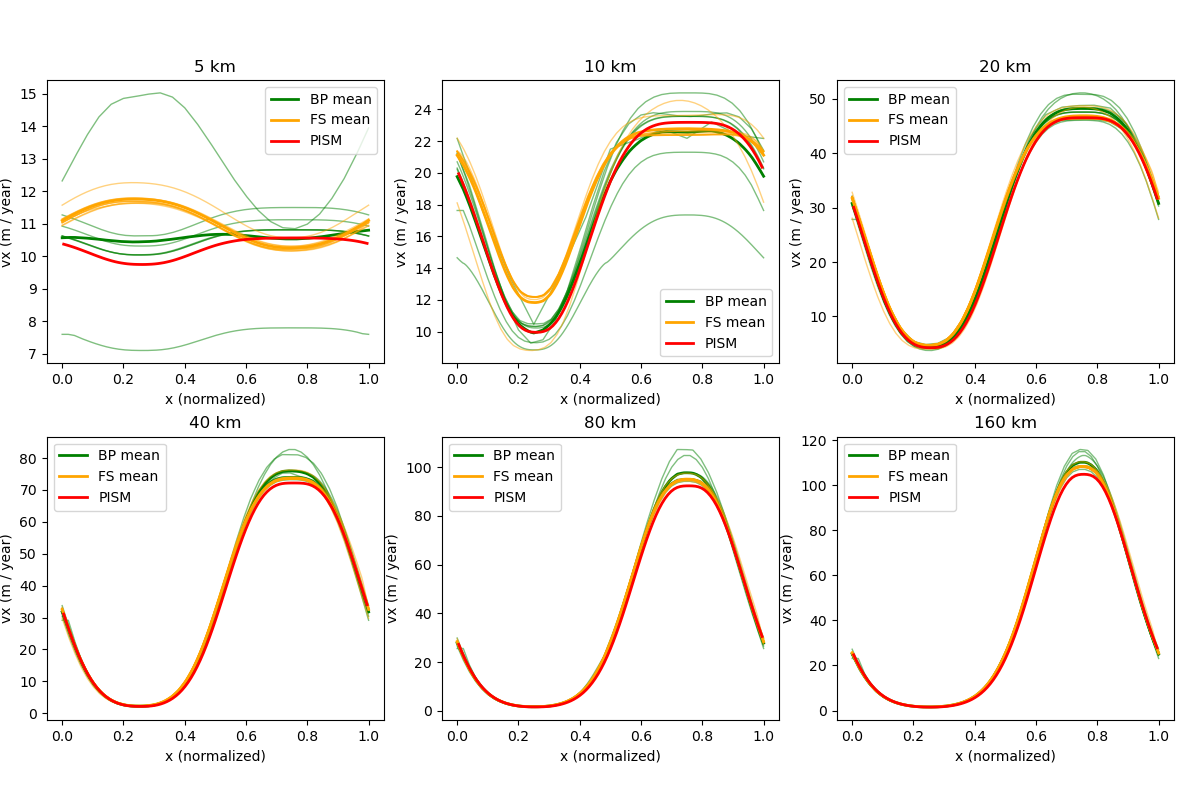 5 km
vx (m / year)
15
14
13
12
11
10
9
8
7
BP mean
FS mean
PISM
0.0 0.2 0.4 0.6 0.8 1.0
x (normalized)
10 km
vx (m / year)
24
22
20
18
16
14
12
10
BP mean
FS mean
PISM
0.0 0.2 0.4 0.6 0.8 1.0
x (normalized)
20 km
vx (m / year)
50
40
30
20
10
BP mean
FS mean
PISM
0.0 0.2 0.4 0.6 0.8 1.0
x (normalized)
40 km
vx (m / year)
80
70
60
50
40
30
20
10
0
BP mean
FS mean
PISM
0.0 0.2 0.4 0.6 0.8 1.0
x (normalized)
80 km
vx (m / year)
100
80
60
40
20
0
BP mean
FS mean
PISM
0.0 0.2 0.4 0.6 0.8 1.0
x (normalized)
160 km
vx (m / year)
120
100
80
60
40
20
0
BP mean
FS mean
PISM
0.0 0.2 0.4 0.6 0.8 1.0
x (normalized)